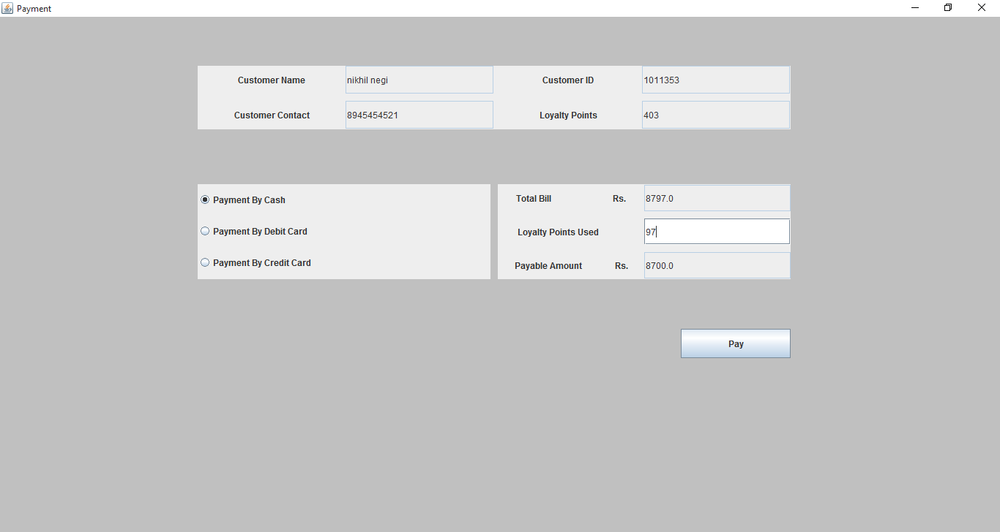 Payment
Customer Name nikhil negi Customer ID 1011353
Customer Contact 8945454521 Loyalty Points 403
Payment By Cash
Payment By Debit Card
Payment By Credit Card
Total Bill Rs. 8797.0
Loyalty Points Used 97
Payable Amount Rs. 8700.0
Pay